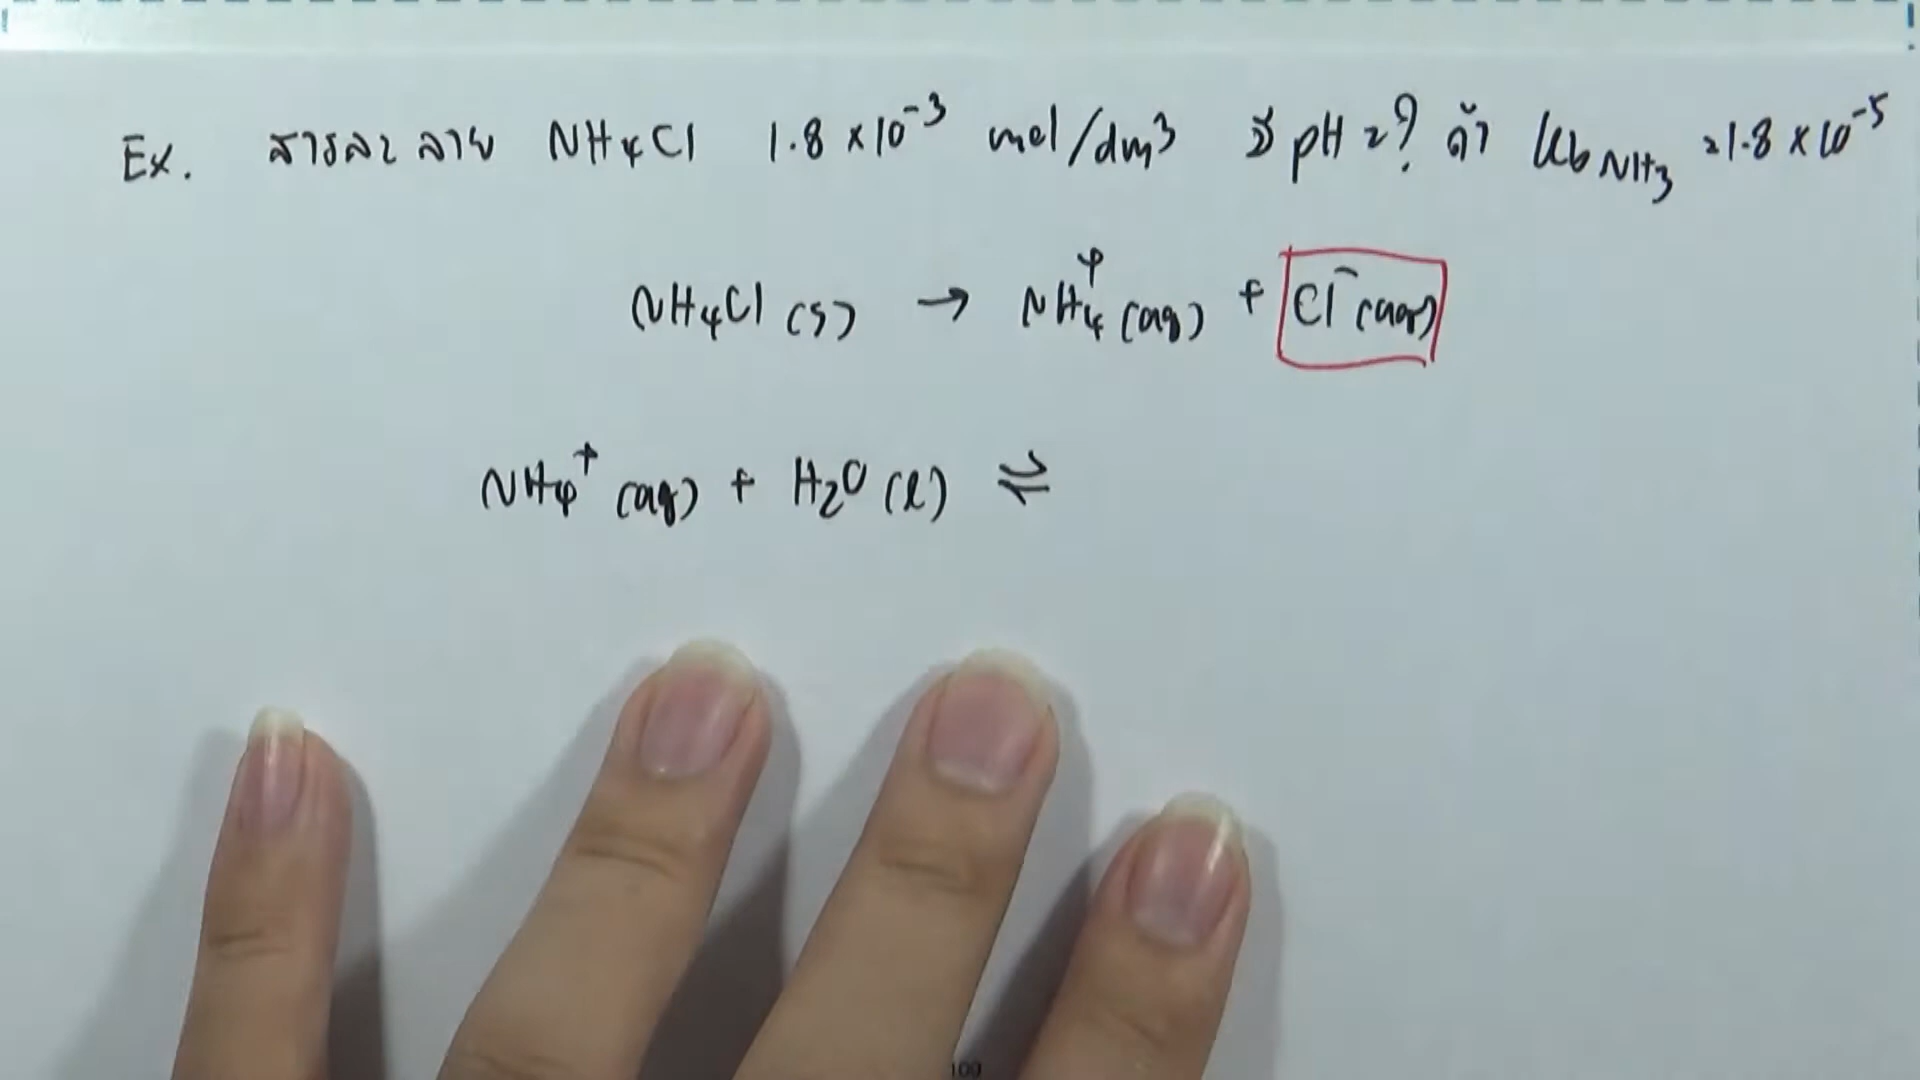 Ex. สารละลาย NH₄Cl 1.8 × 10⁻³ mol/dm³ มี pH = ? ถ้า Kb NH₃ = 1.8 × 10⁻⁵
NH₄Cl (s) → NH₄⁺ (aq) + Cl⁻ (aq)
NH₄⁺ (aq) + H₂O (l) ⇌
109